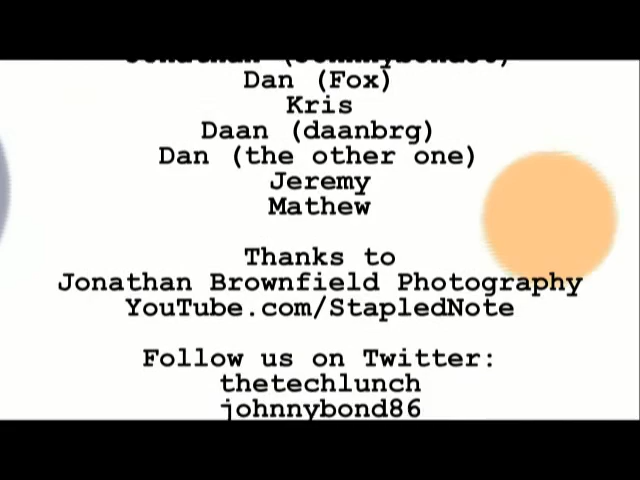 Dan (Fox)
Kris
Daan (daanbrg)
Dan (the other one)
Jeremy
Mathew
Thanks to
Jonathan Brownfield Photography
YouTube.com/StapledNote
Follow us on Twitter:
thetechlunch
johnnybond86